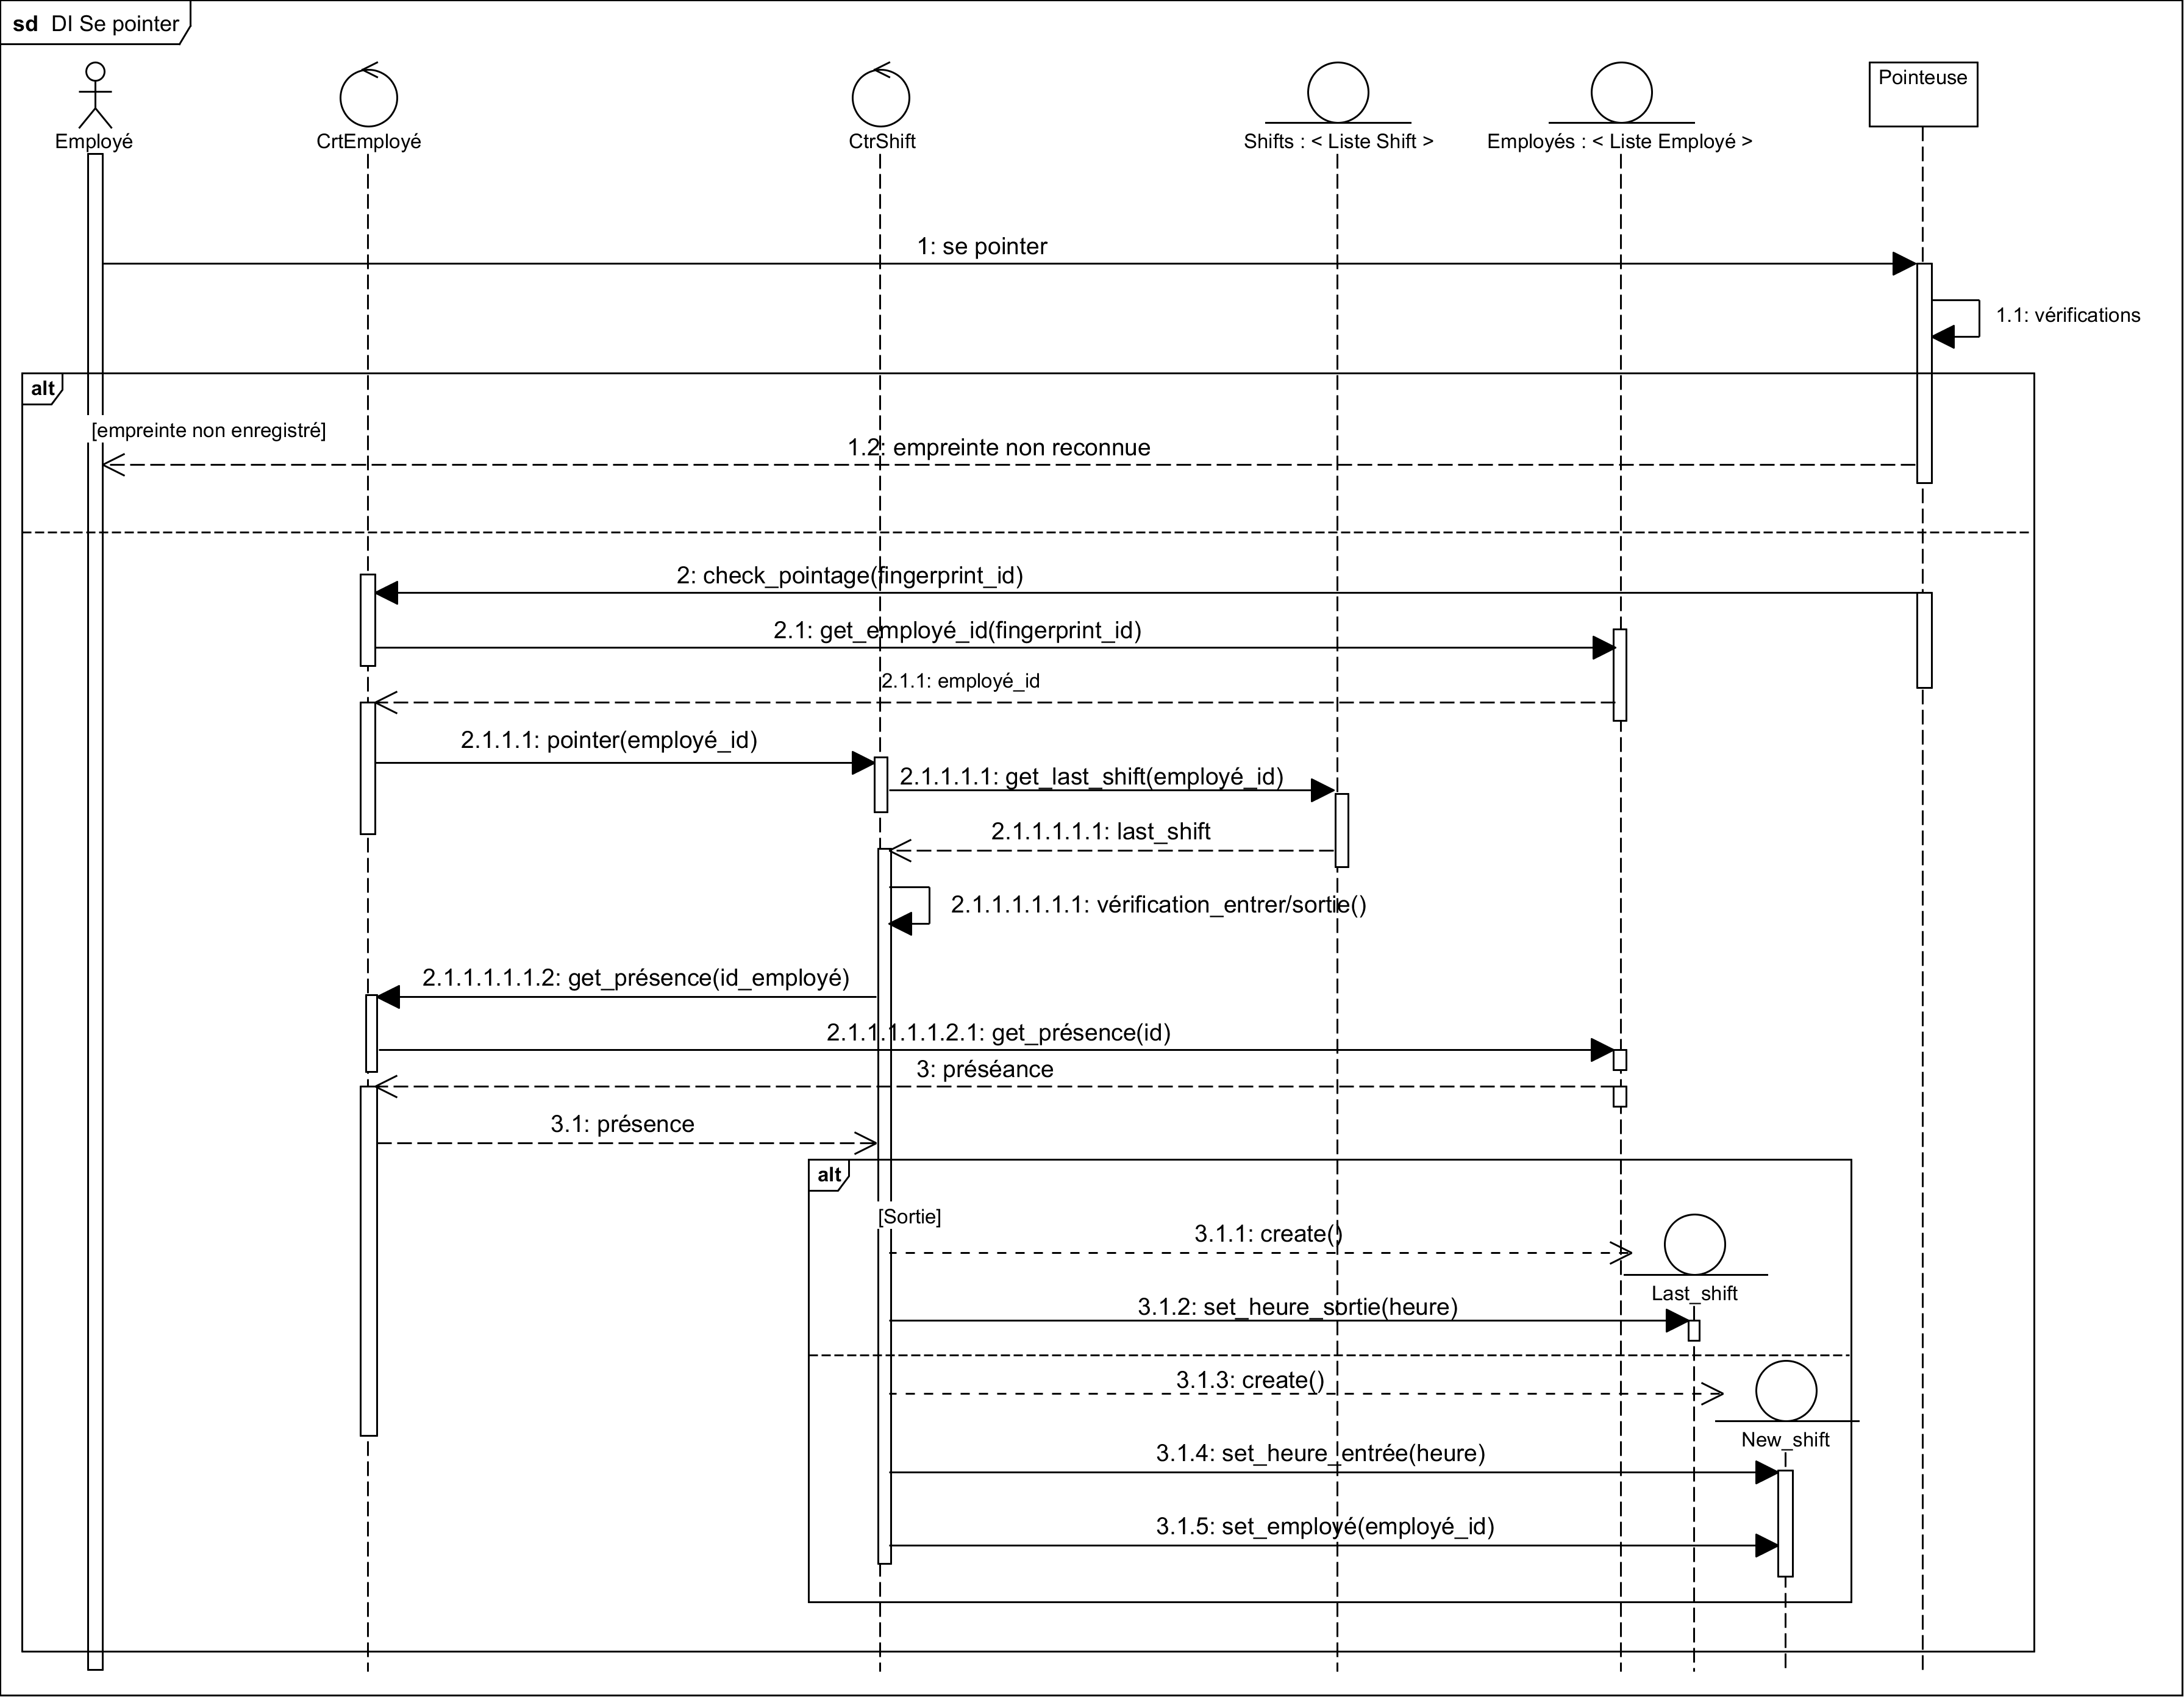 sd DI Se pointer
Employé
CrtEmployé
CtrShift
Shifts : < Liste Shift >
Employés : < Liste Employé >
Pointeuse
1: se pointer
1.1: vérifications
alt
[empreinte non enregistré]
1.2: empreinte non reconnue
2: check_pointage(fingerprint_id)
2.1: get_employé_id(fingerprint_id)
2.1.1: employé_id
2.1.1.1: pointer(employé_id)
2.1.1.1.1: get_last_shift(employé_id)
2.1.1.1.1.1: last_shift
2.1.1.1.1.1.1: vérification_entrer/sortie()
2.1.1.1.1.1.2: get_présence(id_employé)
2.1.1.1.1.1.2.1: get_présence(id)
3: préséance
3.1: présence
alt
[Sortie]
3.1.1: create()
Last_shift
3.1.2: set_heure_sortie(heure)
3.1.3: create()
New_shift
3.1.4: set_heure_entrée(heure)
3.1.5: set_employé(employé_id)